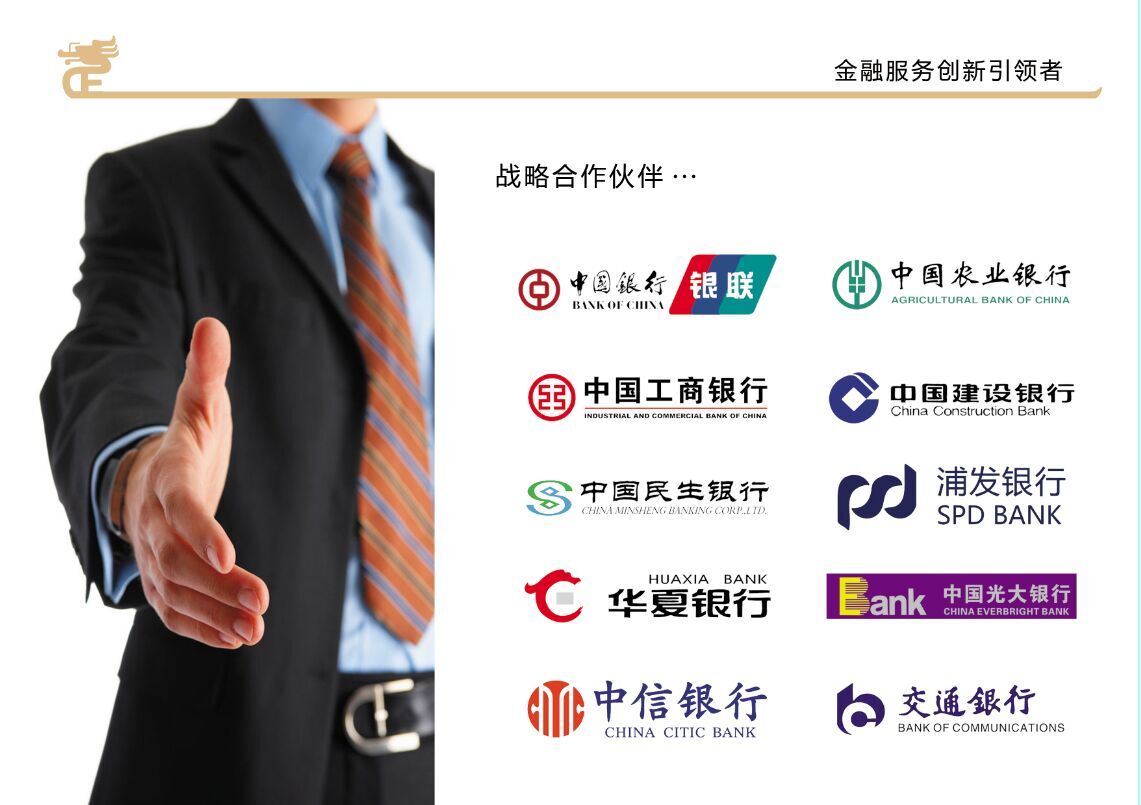 金融服务创新引领者
战略合作伙伴 …
中国银行
BANK OF CHINA
银联
中国农业银行
AGRICULTURAL BANK OF CHINA
中国工商银行
INDUSTRIAL AND COMMERCIAL BANK OF CHINA
中国建设银行
China Construction Bank
中国民生银行
CHINA MINSHENG BANKING CORP.,LTD.
浦发银行
SPD BANK
HUAXIA BANK
华夏银行
Bank
中国光大银行
CHINA EVERBRIGHT BANK
中信银行
CHINA CITIC BANK
交通銀行
BANK OF COMMUNICATIONS